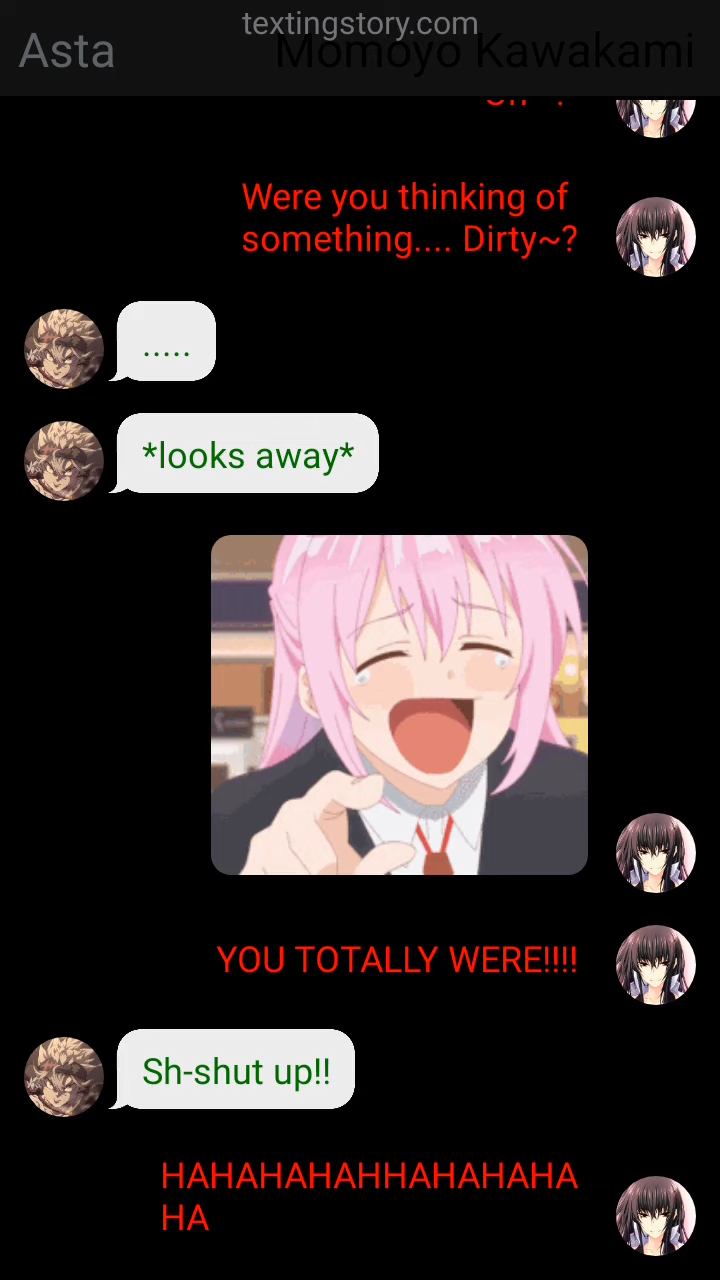 textingstory.com
Asta
Momoyo Kawakami
Were you thinking of
something.... Dirty~?
.....
*looks away*
YOU TOTALLY WERE!!!!
Sh-shut up!!
HAHAHAHAHHAHAHAHA
HA